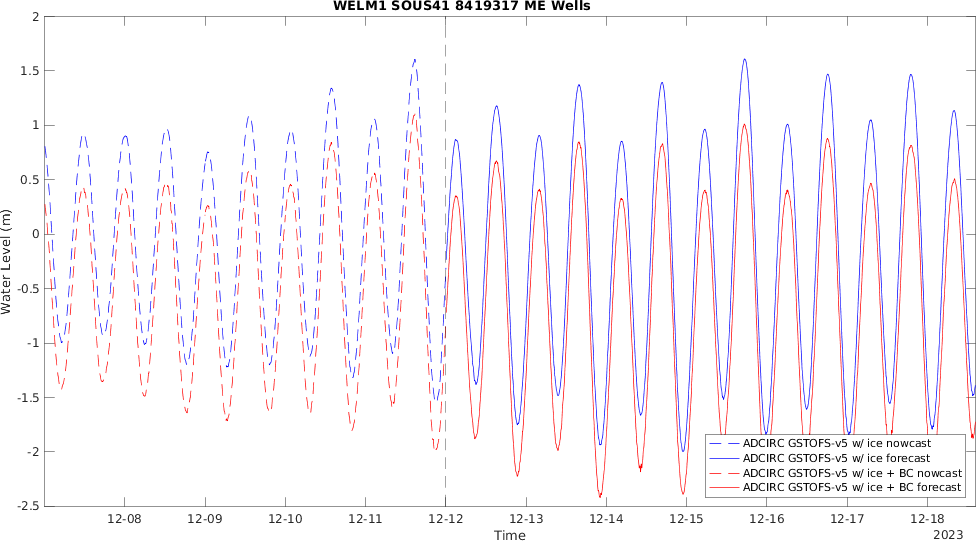 WELM1 SOUS41 8419317 ME Wells
2
1.5
1
0.5
0
-0.5
-1
-1.5
-2
-2.5
Water Level (m)
ADCIRC GSTOFS-v5 w/ ice nowcast
ADCIRC GSTOFS-v5 w/ ice forecast
ADCIRC GSTOFS-v5 w/ ice + BC nowcast
ADCIRC GSTOFS-v5 w/ ice + BC forecast
12-08 12-09 12-10 12-11 12-12 12-13 12-14 12-15 12-16 12-17 12-18
Time
2023